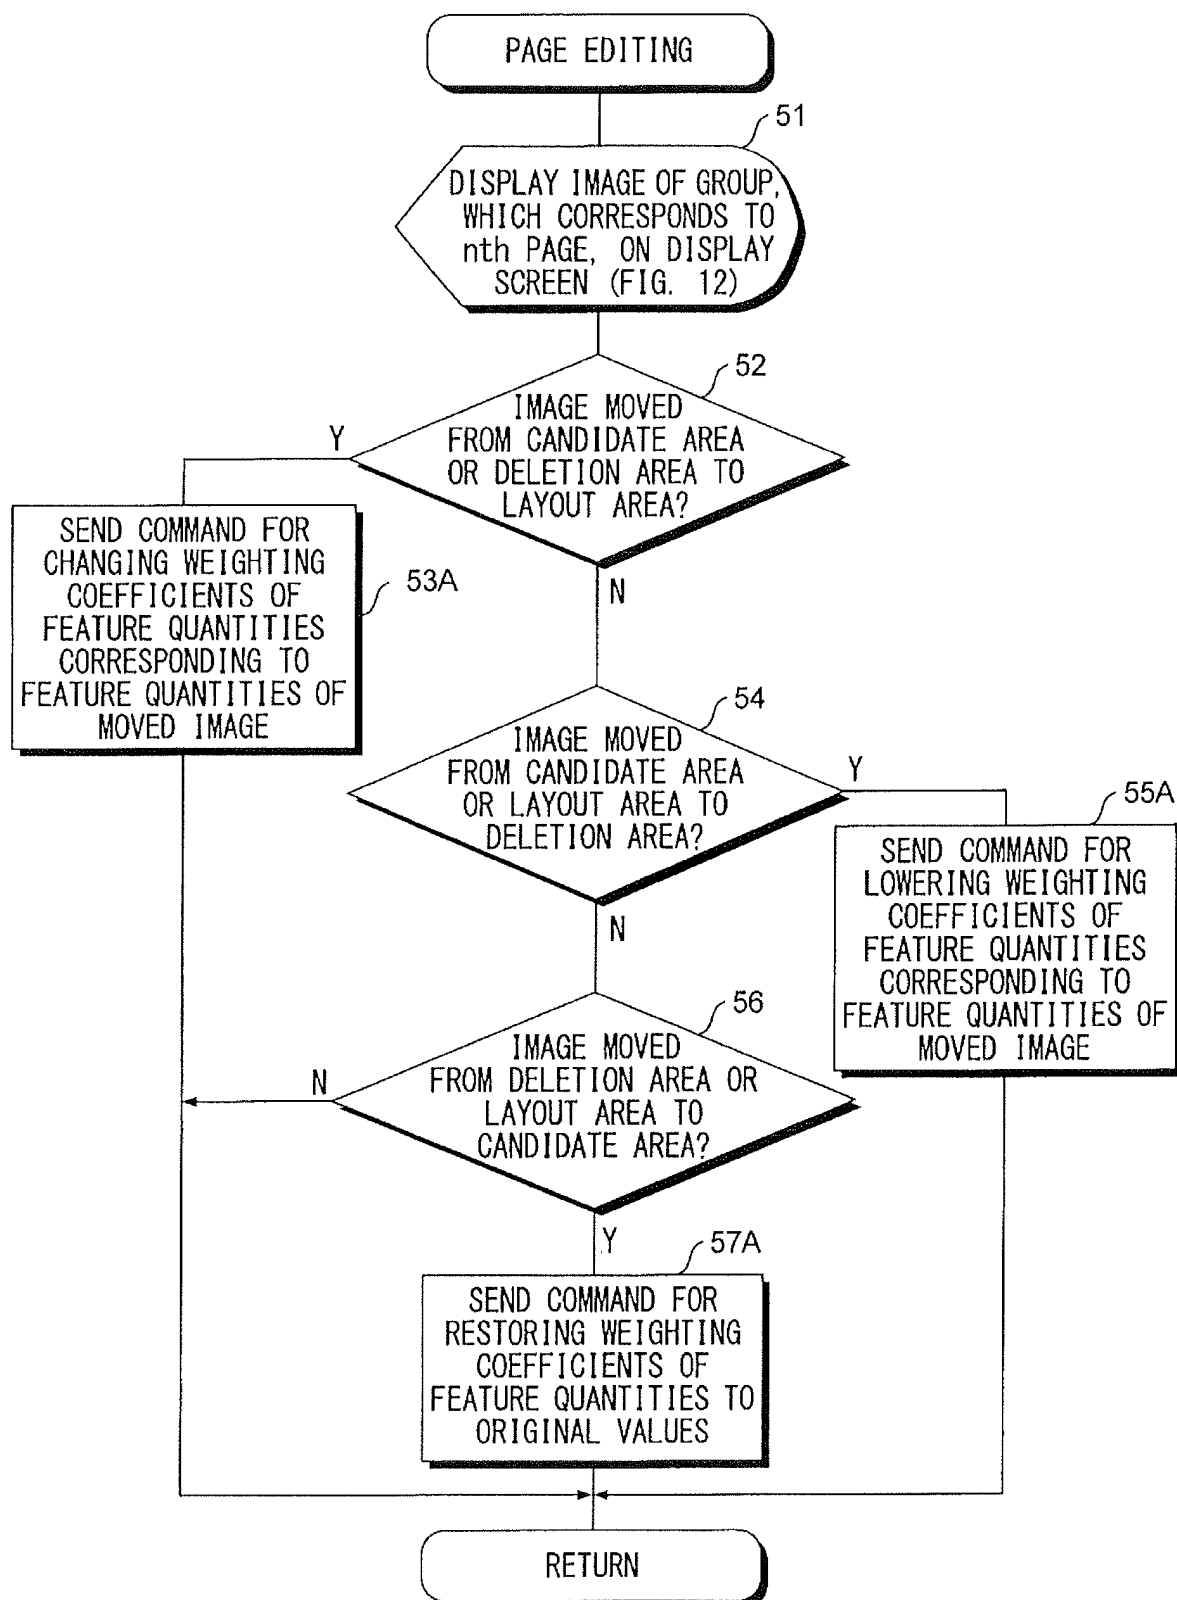 PAGE EDITING
51
DISPLAY IMAGE OF GROUP,
WHICH CORRESPONDS TO
nth PAGE, ON DISPLAY
SCREEN (FIG. 12)
52
IMAGE MOVED
FROM CANDIDATE AREA
OR DELETION AREA TO
LAYOUT AREA?
Y
N
SEND COMMAND FOR
CHANGING WEIGHTING
COEFFICIENTS OF
FEATURE QUANTITIES
CORRESPONDING TO
FEATURE QUANTITIES OF
MOVED IMAGE
53A
54
IMAGE MOVED
FROM CANDIDATE AREA
OR LAYOUT AREA TO
DELETION AREA?
Y
N
55A
SEND COMMAND FOR
LOWERING WEIGHTING
COEFFICIENTS OF
FEATURE QUANTITIES
CORRESPONDING TO
FEATURE QUANTITIES OF
MOVED IMAGE
56
IMAGE MOVED
FROM DELETION AREA OR
LAYOUT AREA TO
CANDIDATE AREA?
N
Y
57A
SEND COMMAND FOR
RESTORING WEIGHTING
COEFFICIENTS OF
FEATURE QUANTITIES TO
ORIGINAL VALUES
RETURN